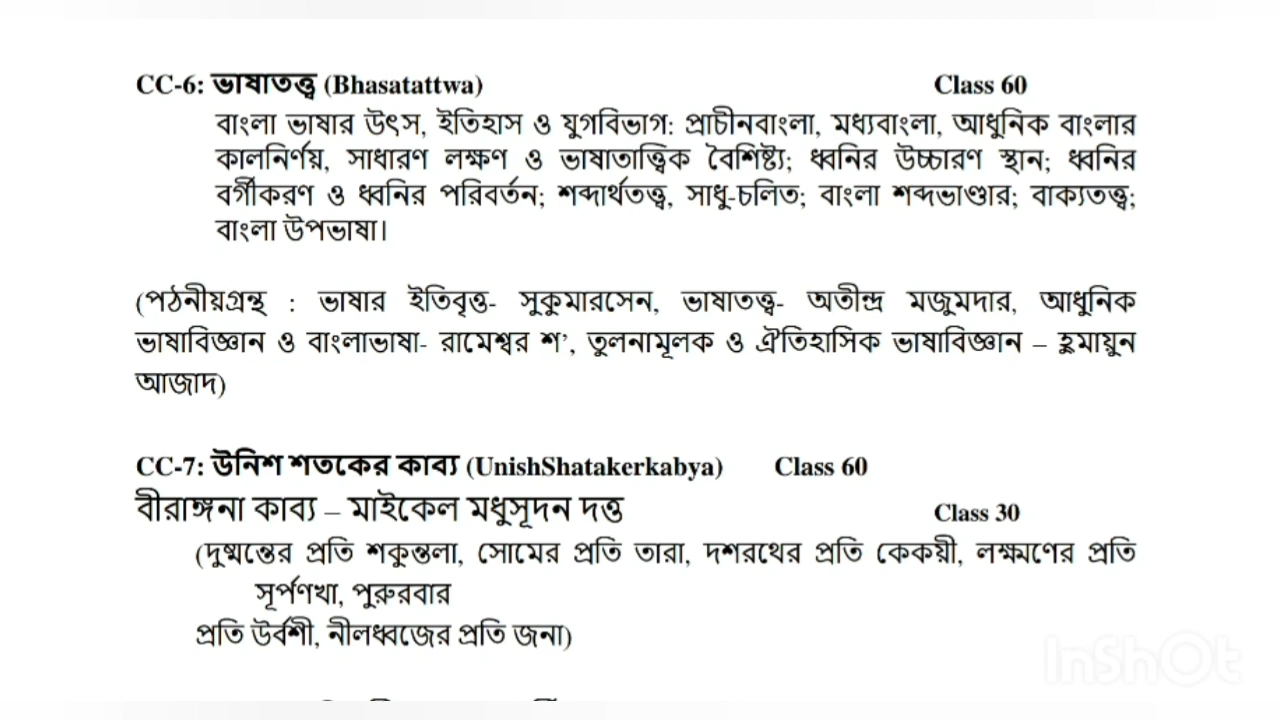 CC-6: ভাষাতত্ত্ব (Bhasatattwa) Class 60
বাংলা ভাষার উৎস, ইতিহাস ও যুগবিভাগ: প্রাচীনবাংলা, মধ্যবাংলা, আধুনিক বাংলার
কালনির্ণয়, সাধারণ লক্ষণ ও ভাষাতাত্ত্বিক বৈশিষ্ট্য; ধ্বনির উচ্চারণ স্থান; ধ্বনির
বর্গীকরণ ও ধ্বনির পরিবর্তন; শব্দার্থতত্ত্ব, সাধু-চলিত; বাংলা শব্দভাণ্ডার; বাক্যতত্ত্ব;
বাংলা উপভাষা।
(পঠনীয়গ্রন্থ : ভাষার ইতিবৃত্ত- সুকুমারসেন, ভাষাতত্ত্ব- অতীন্দ্র মজুমদার, আধুনিক
ভাষাবিজ্ঞান ও বাংলাভাষা- রামেশ্বর শ’, তুলনামূলক ও ঐতিহাসিক ভাষাবিজ্ঞান – হুমায়ুন
আজাদ)
CC-7: উনিশ শতকের কাব্য (UnishShatakerkabya) Class 60
বীরাঙ্গনা কাব্য – মাইকেল মধুসূদন দত্ত Class 30
(দুষ্মন্তের প্রতি শকুন্তলা, সোমের প্রতি তারা, দশরথের প্রতি কেকয়ী, লক্ষ্মণের প্রতি
সূর্পণখা, পুরুরবার
প্রতি উর্বশী, নীলধ্বজের প্রতি জনা)
InShOt